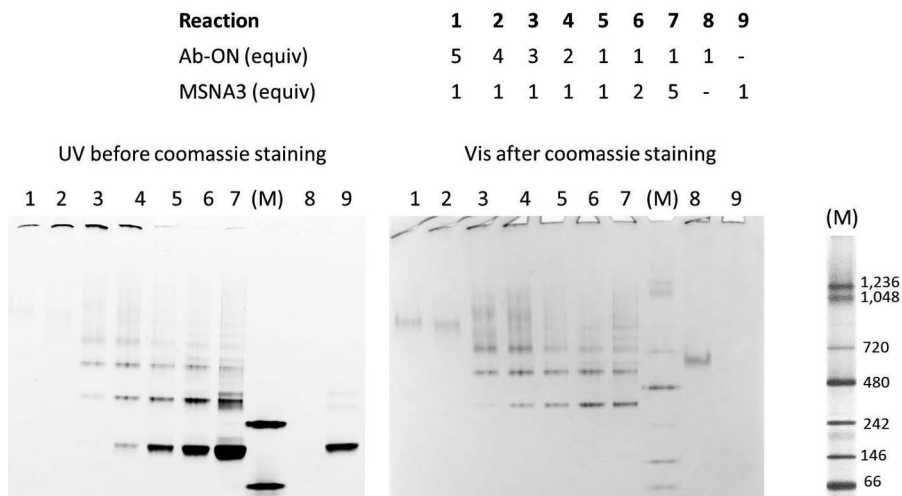 Reaction 1 2 3 4 5 6 7 8 9
Ab-ON (equiv) 5 4 3 2 1 1 1 1 -
MSNA3 (equiv) 1 1 1 1 1 2 5 - 1
UV before coomassie staining
Vis after coomassie staining
1 2 3 4 5 6 7 (M) 8 9
1 2 3 4 5 6 7 (M) 8 9
(M)
1,236
1,048
720
480
242
146
66